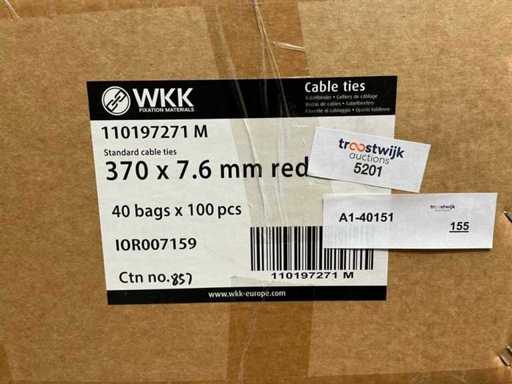 WKK
FIXATION MATERIALS
Cable ties
110197271 M
Standard cable ties
370 x 7.6 mm red
40 bags x 100 pcs
IOR007159
Ctn no. 857
110197271 M
www.wkk-europe.com
troostwijk
auctions
5201
troostwijk
A1-40151
155